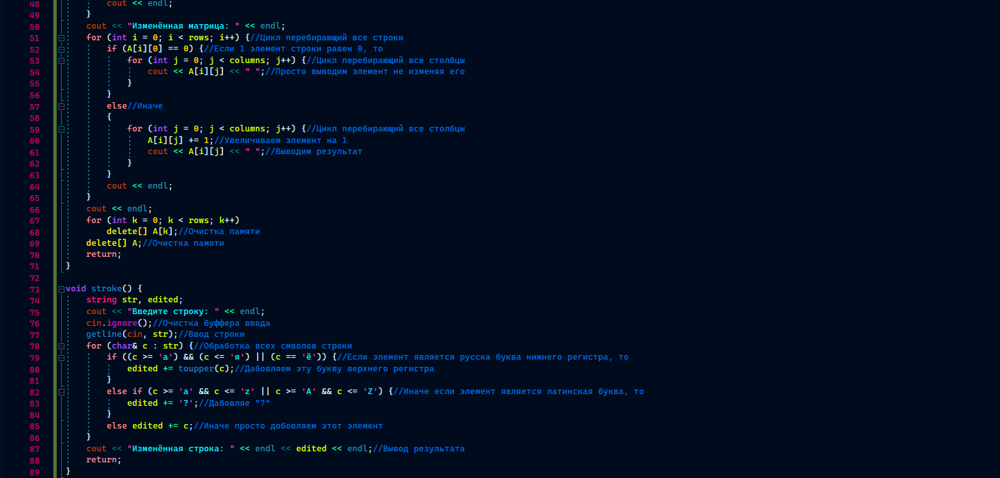 48 cout << endl;
49 }
50 cout << "Изменённая матрица: " << endl;
51 for (int i = 0; i < rows; i++) {//Цикл перебирающий все строки
52 if (A[i][0] == 0) {//Если 1 элемент строки равен 0, то
53 for (int j = 0; j < columns; j++) {//Цикл перебирающий все столбцы
54 cout << A[i][j] << " ";//Просто выводим элемент не изменяя его
55 }
56 }
57 else//Иначе
58 {
59 for (int j = 0; j < columns; j++) {//Цикл перебирающий все столбцы
60 A[i][j] += 1;//Увеличиваем элемент на 1
61 cout << A[i][j] << " ";//Выводим результат
62 }
63 }
64 cout << endl;
65 }
66 cout << endl;
67 for (int k = 0; k < rows; k++)
68 delete[] A[k];//Очистка памяти
69 delete[] A;//Очистка памяти
70 return;
71 }
72
73 void stroke() {
74 string str, edited;
75 cout << "Введите строку: " << endl;
76 cin.ignore();//Очистка буффера ввода
77 getline(cin, str);//Ввод строки
78 for (char& c : str) {//Обработка всех смволов строки
79 if ((c >= 'а') && (c <= 'я') || (c == 'ё')) {//Если элемент является русска буква нижнего регистра, то
80 edited += toupper(c);//Дабовляем эту букву верхнего регистра
81 }
82 else if (c >= 'a' && c <= 'z' || c >= 'A' && c <= 'Z') {//Иначе если элемент является латинская буква, то
83 edited += '?';//Дабовляе "?"
84 }
85 else edited += c;//Иначе просто добовляем этот элемент
86 }
87 cout << "Изменённая строка: " << endl << edited << endl;//Вывод результата
88 return;
89 }